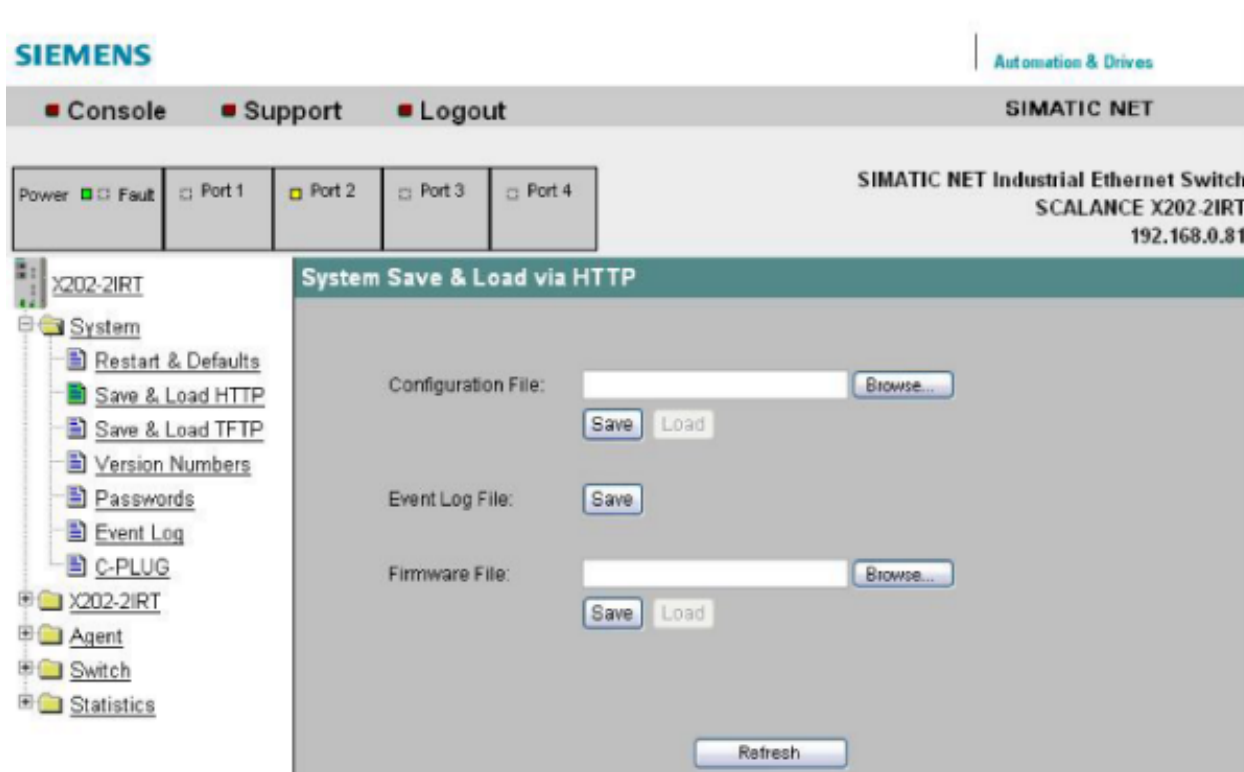 SIEMENS
Automation & Drives
Console Support Logout SIMATIC NET
Power Fault Port 1 Port 2 Port 3 Port 4
SIMATIC NET Industrial Ethernet Switch
SCALANCE X202-2IRT
192.168.0.81
X202-2IRT
System
Restart & Defaults
Save & Load HTTP
Save & Load TFTP
Version Numbers
Passwords
Event Log
C-PLUG
X202-2IRT
Agent
Switch
Statistics
System Save & Load via HTTP
Configuration File: Browse...
Save Load
Event Log File: Save
Firmware File: Browse...
Save Load
Refresh